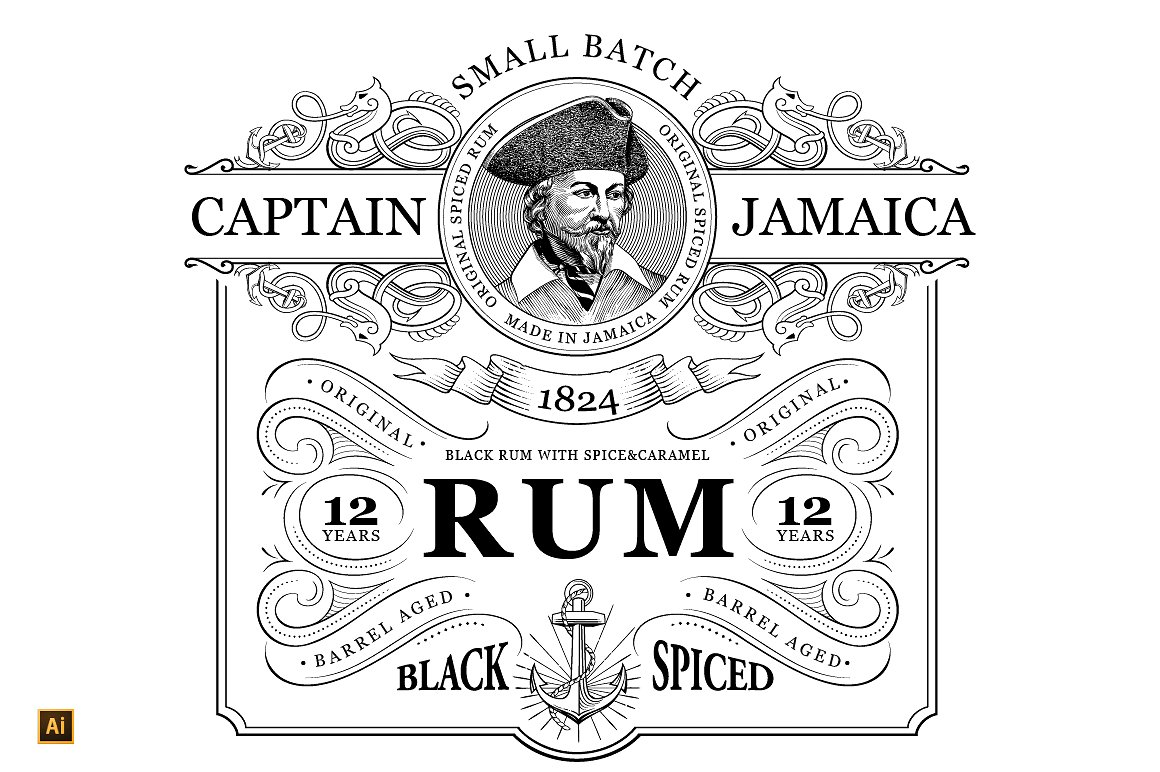 SMALL BATCH
CAPTAIN JAMAICA
ORIGINAL SPICED RUM
ORIGINAL SPICED RUM
MADE IN JAMAICA
1824
ORIGINAL
ORIGINAL
BLACK RUM WITH SPICE&CARAMEL
12
YEARS
RUM
12
YEARS
BARREL AGED
BARREL AGED
BLACK SPICED
Ai